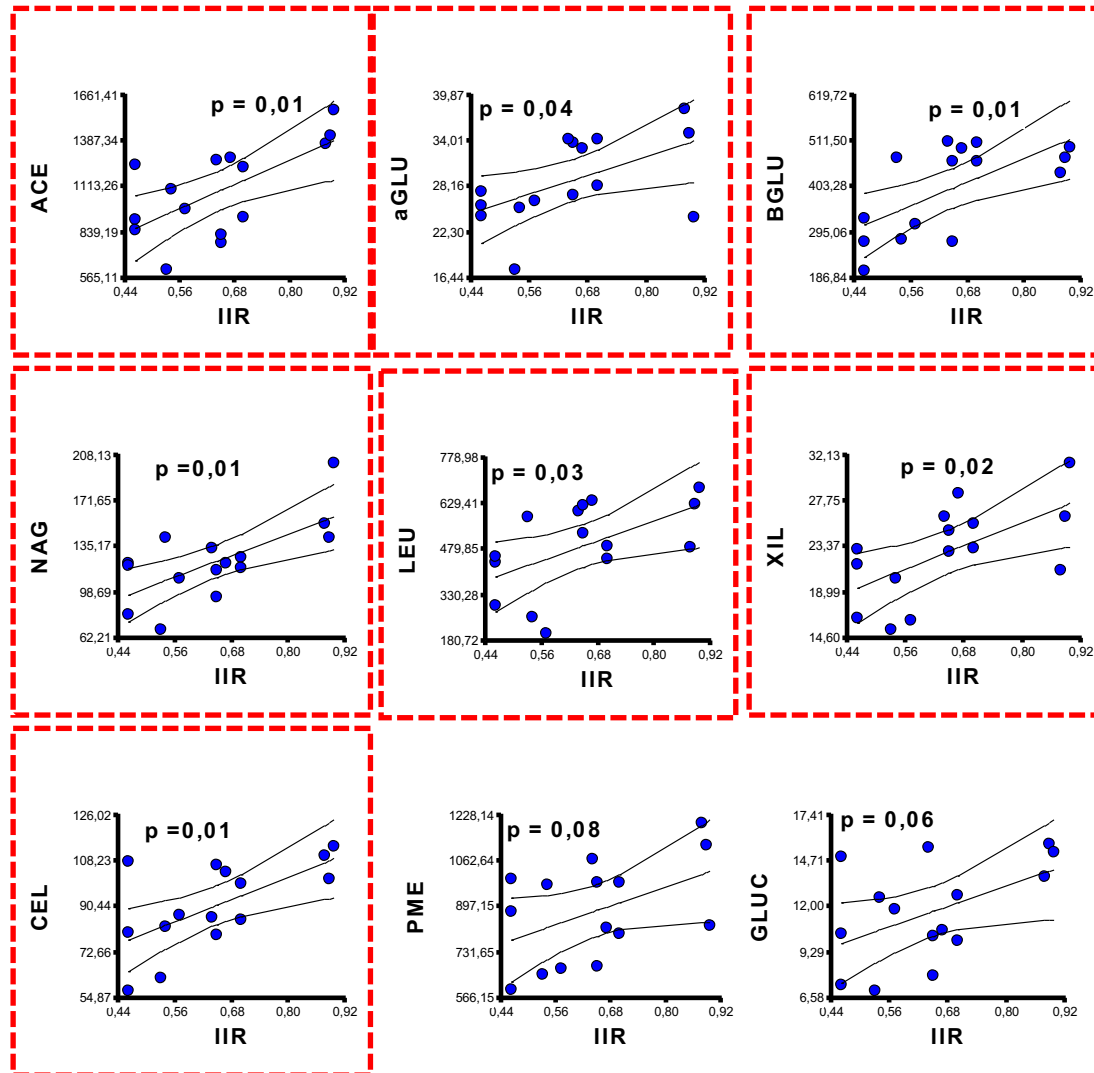 p = 0,01
ACE
1661,41
1387,34
1113,26
839,19
565,11
0,44 0,56 0,68 0,80 0,92
IIR
p = 0,04
aGLU
39,87
34,01
28,16
22,30
16,44
0,44 0,56 0,68 0,80 0,92
IIR
p = 0,01
BGLU
619,72
511,50
403,28
295,06
186,84
0,44 0,56 0,68 0,80 0,92
IIR
p =0,01
NAG
208,13
171,65
135,17
98,69
62,21
0,44 0,56 0,68 0,80 0,92
IIR
p = 0,03
LEU
778,98
629,41
479,85
330,28
180,72
0,44 0,56 0,68 0,80 0,92
IIR
p = 0,02
XIL
32,13
27,75
23,37
18,99
14,60
0,44 0,56 0,68 0,80 0,92
IIR
p =0,01
CEL
126,02
108,23
90,44
72,66
54,87
0,44 0,56 0,68 0,80 0,92
IIR
p = 0,08
PME
1228,14
1062,64
897,15
731,65
566,15
0,44 0,56 0,68 0,80 0,92
IIR
p = 0,06
GLUC
17,41
14,71
12,00
9,29
6,58
0,44 0,56 0,68 0,80 0,92
IIR